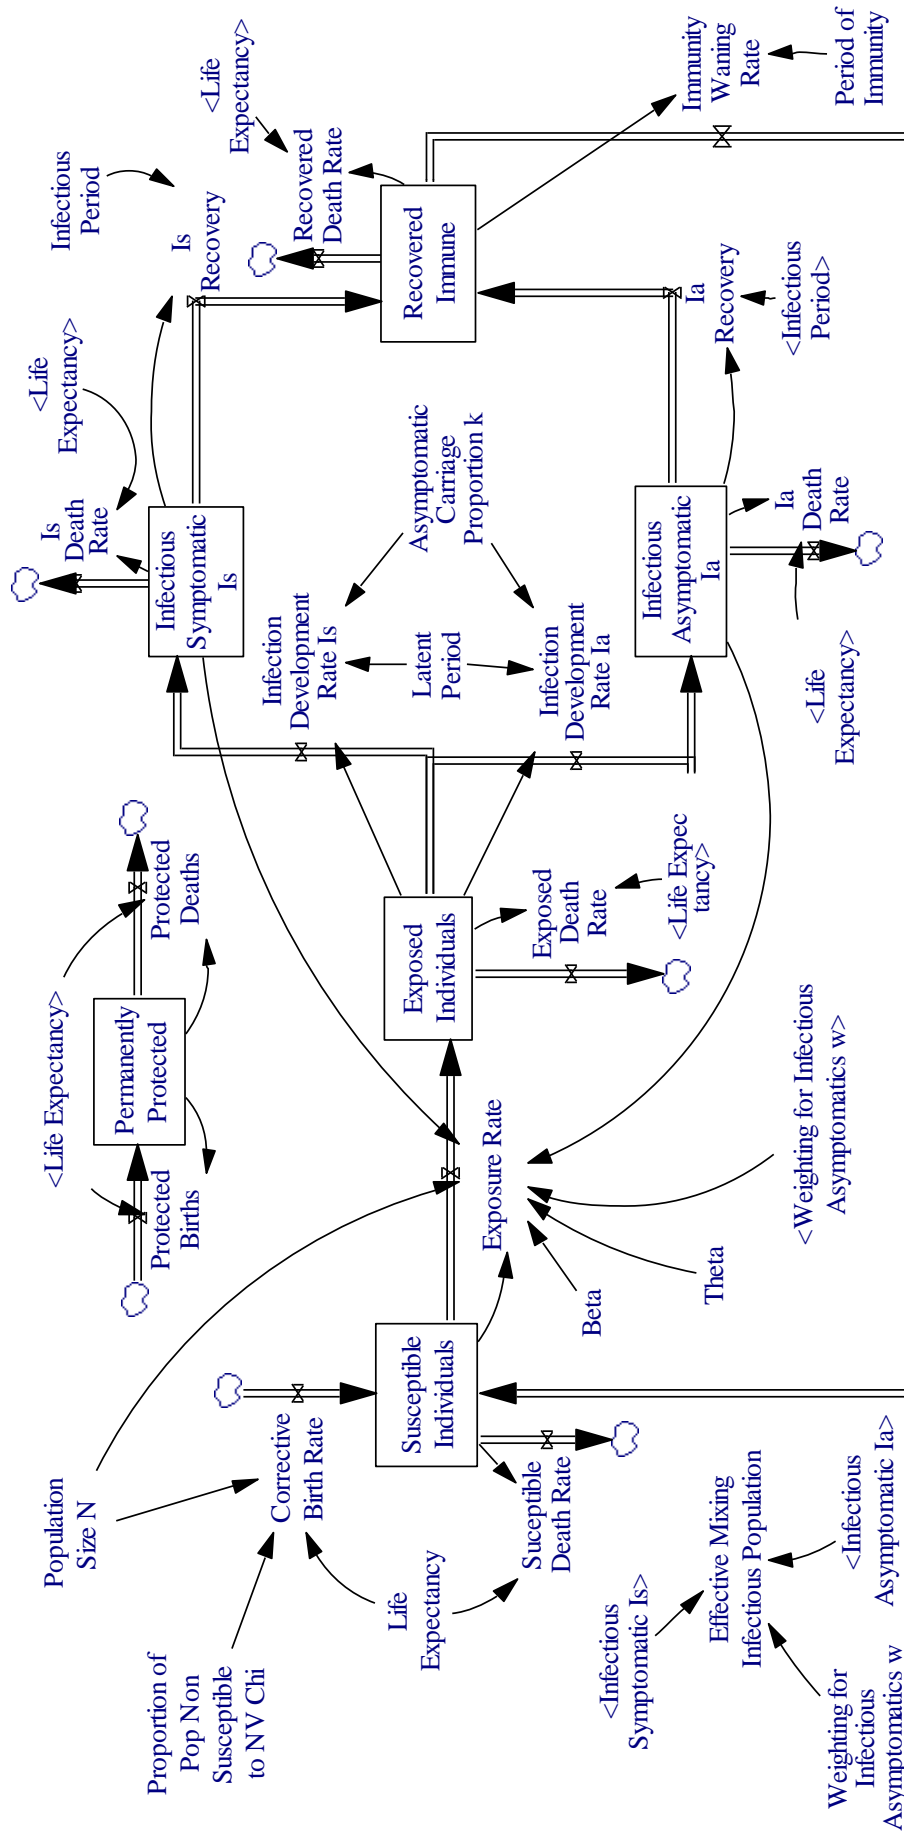 Population
Size N
<Life Expectancy>
Is
Death
Rate
<Life
Expectancy>
Infectious
Period
Proportion of
Pop Non
Susceptible
to NV Chi
Protected
Births
Permanently
Protected
Protected
Deaths
Infectious
Symptomatic
Is
Is
Recovery
<Life
Expectancy>
Corrective
Birth Rate
Infection
Development
Rate Is
Recovered
Death Rate
Life
Expectancy
Susceptible
Individuals
Exposed
Individuals
Latent
Period
Asymptomatic
Carriage
Proportion k
Recovered
Immune
Suceptible
Death Rate
Exposure Rate
Exposed
Death
Rate
Infection
Development
Rate Ia
Beta
<Life Expec
tancy>
<Infectious
Symptomatic Is>
Theta
Infectious
Asymptomatic
Ia
Ia
Recovery
Immunity
Waning
Rate
Effective Mixing
Infectious Population
<Weighting for Infectious
Asymptomatics w>
<Life
Expectancy>
Ia
Death
Rate
<Infectious
Period>
Period of
Immunity
Weighting for
Infectious
Asymptomatics w
<Infectious
Asymptomatic Ia>